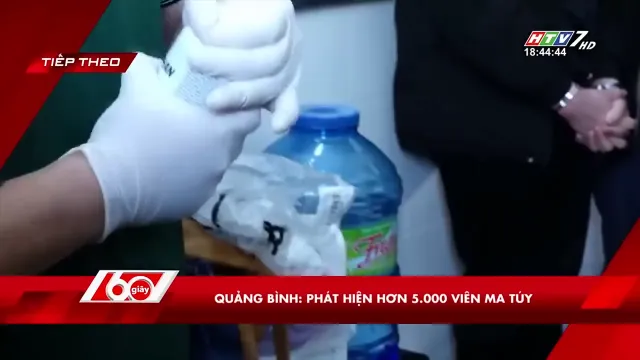 TIẾP THEO
HTV7 HD
18:44:44
60 giây
QUẢNG BÌNH: PHÁT HIỆN HƠN 5.000 VIÊN MA TÚY